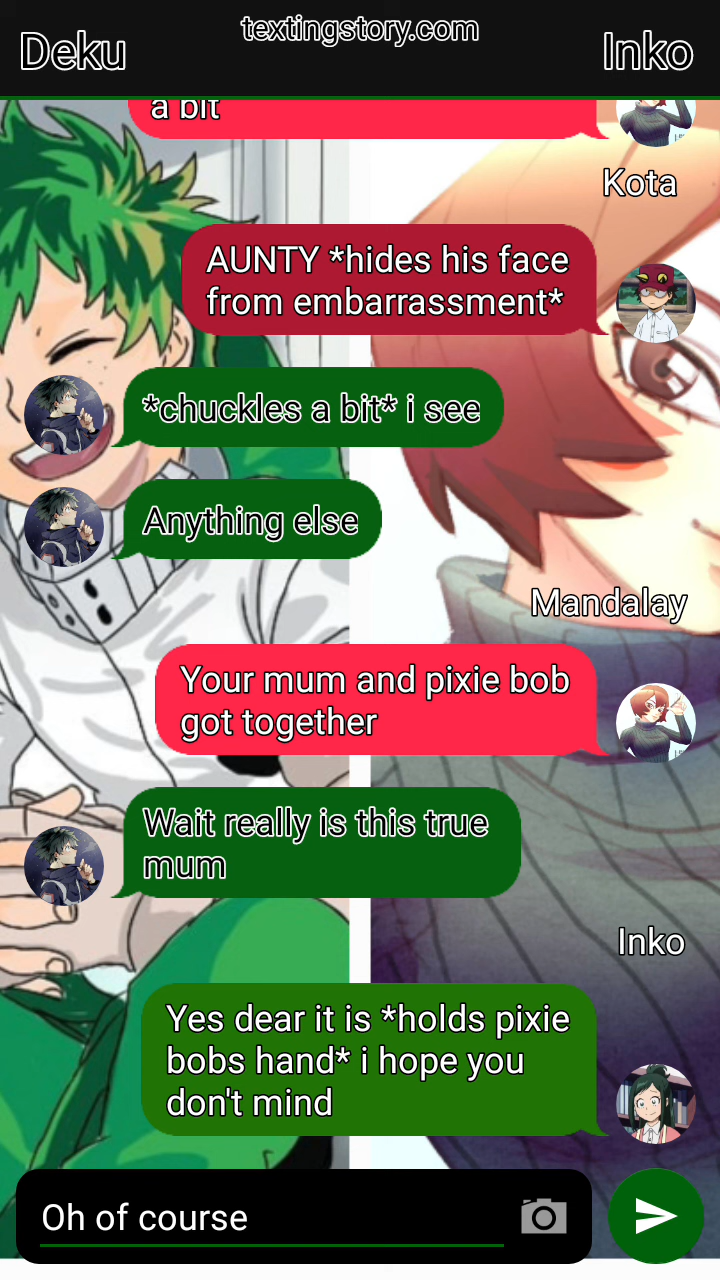 textingstory.com
Deku
Inko
a bit
Kota
AUNTY *hides his face
from embarrassment*
*chuckles a bit* i see
Anything else
Mandalay
Your mum and pixie bob
got together
Wait really is this true
mum
Inko
Yes dear it is *holds pixie
bobs hand* i hope you
don't mind
Oh of course